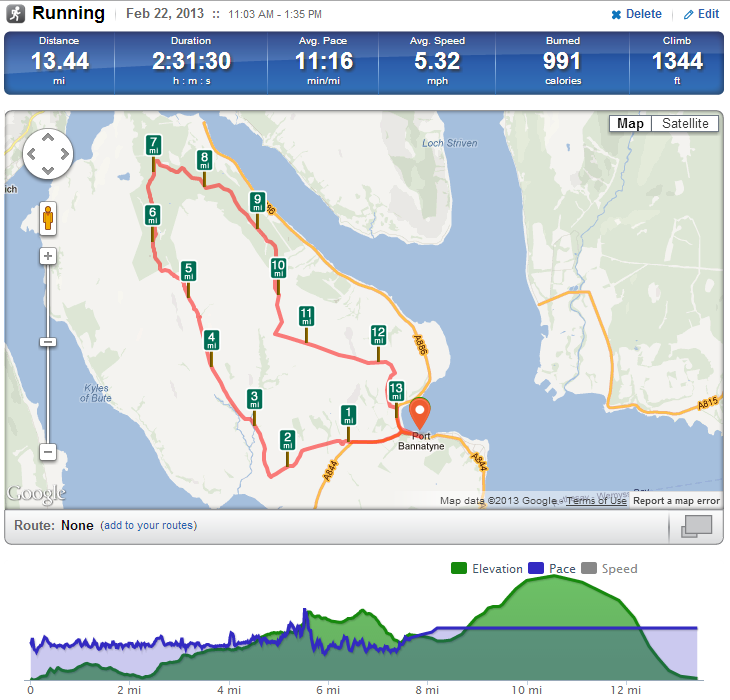 Running Feb 22, 2013 :: 11:03 AM - 1:35 PM Delete Edit
Distance Duration Avg. Pace Avg. Speed Burned Climb
13.44 2:31:30 11:16 5.32 991 1344
mi h : m : s min/mi mph calories ft
Map Satellite
Loch Striven
7 mi
8 mi
ich
9 mi
86
6 mi
10 mi
5 mi
11 mi
12 mi
4 mi
A886
Kyles
of Bute
13 mi
3 mi
A815
1 mi
2 mi
Port
Bannatyne
A844
A844
Google
Map data ©2013 Google - Terms of Use Report a map error
Route: None (add to your routes)
Elevation Pace Speed
0 2 mi 4 mi 6 mi 8 mi 10 mi 12 mi